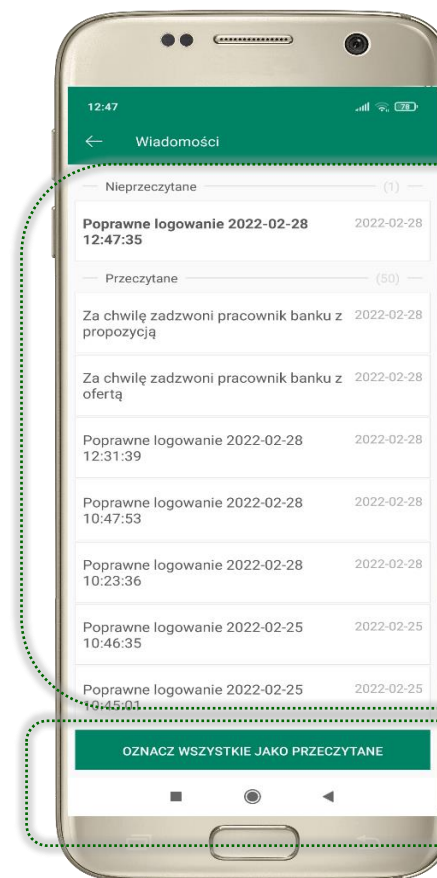 12:47
78
Wiadomości
Nieprzeczytane (1)
Poprawne logowanie 2022-02-28 2022-02-28
12:47:35
Przeczytane (50)
Za chwilę zadzwoni pracownik banku z 2022-02-28
propozycją
Za chwilę zadzwoni pracownik banku z 2022-02-28
ofertą
Poprawne logowanie 2022-02-28 2022-02-28
12:31:39
Poprawne logowanie 2022-02-28 2022-02-28
10:47:53
Poprawne logowanie 2022-02-28 2022-02-28
10:23:36
Poprawne logowanie 2022-02-25 2022-02-25
10:46:35
Poprawne logowanie 2022-02-25 2022-02-25
10:45:01
OZNACZ WSZYSTKIE JAKO PRZECZYTANE